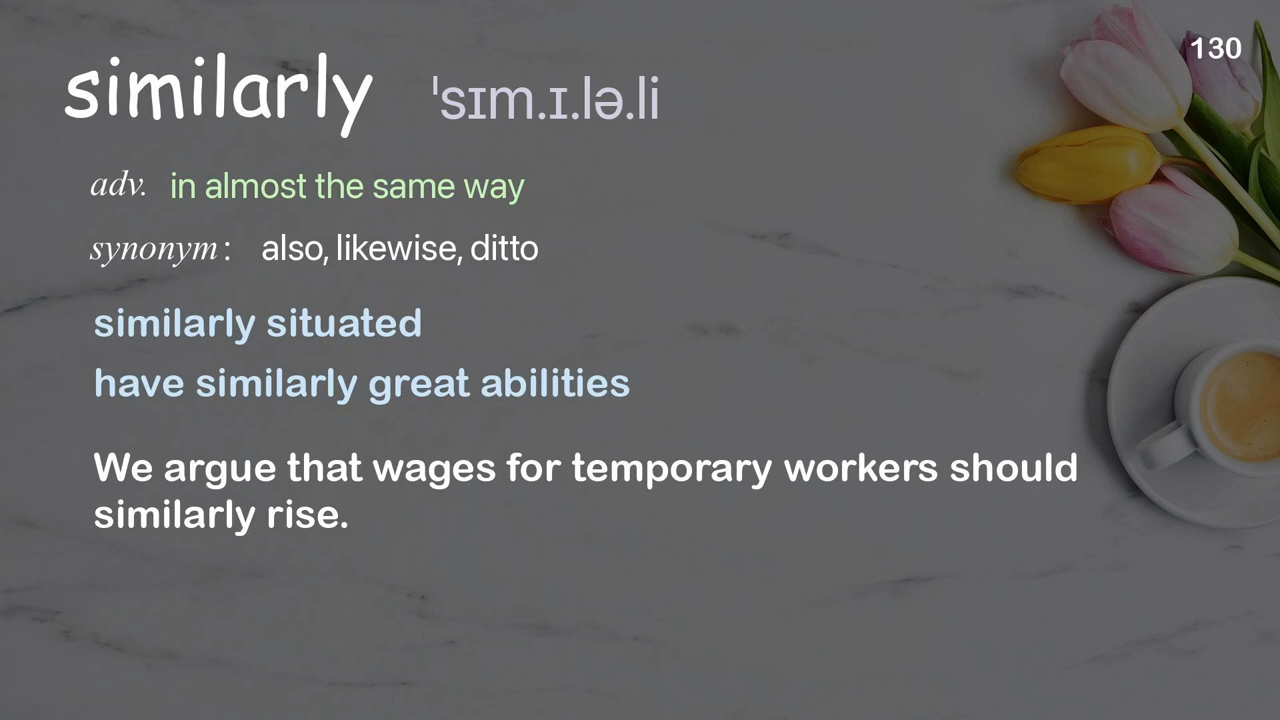 130
similarly ˈsɪm.ɪ.lə.li
adv. in almost the same way
synonym: also, likewise, ditto
similarly situated
have similarly great abilities
We argue that wages for temporary workers should
similarly rise.